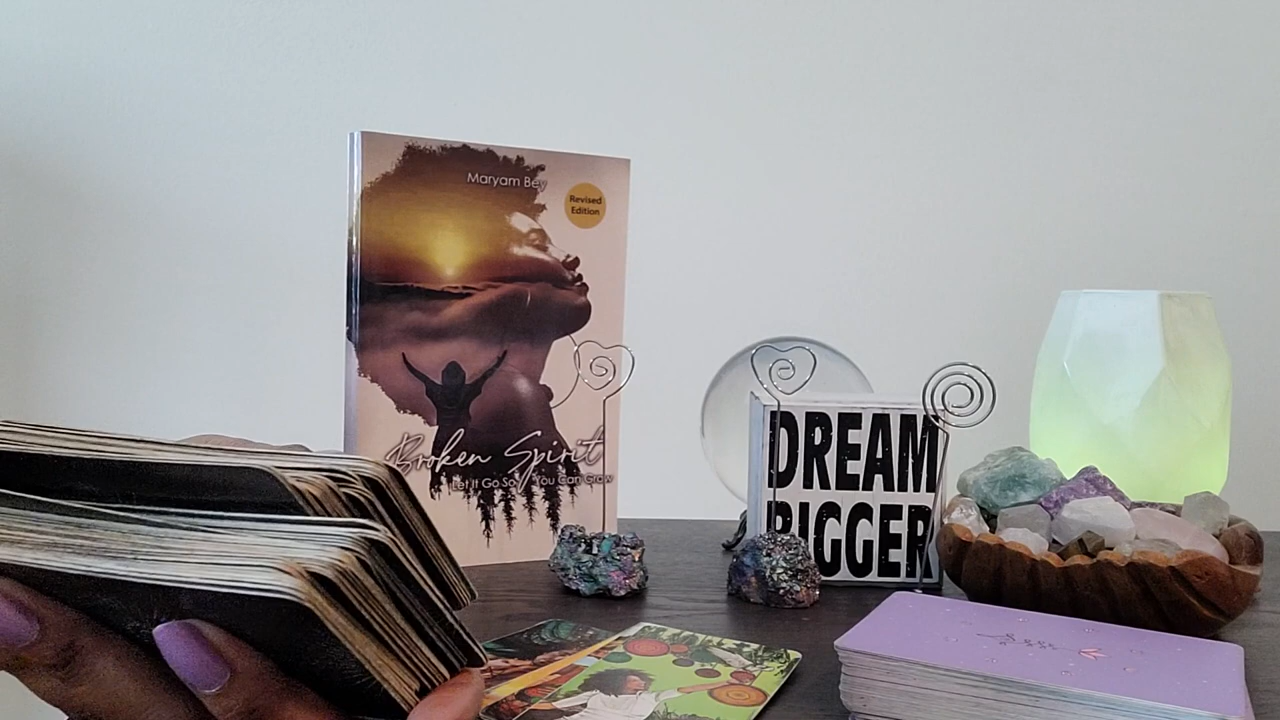 Maryam Bey
Revised
Edition
Broken Spirit
Let It Go So You Can Grow
DREAM
BIGGER